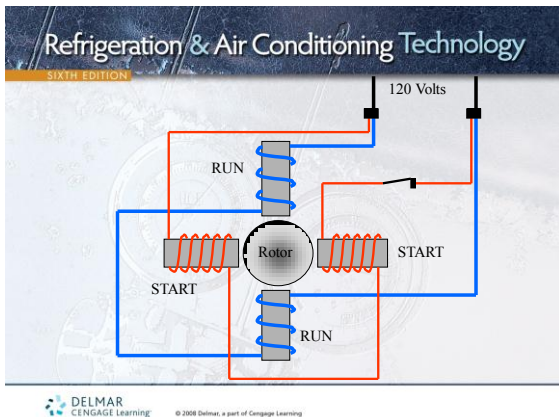 Refrigeration & Air Conditioning Technology
SIXTH EDITION
120 Volts
RUN
Rotor
START
START
RUN
DELMAR
CENGAGE Learning
© 2008 Delmar, a part of Cengage Learning